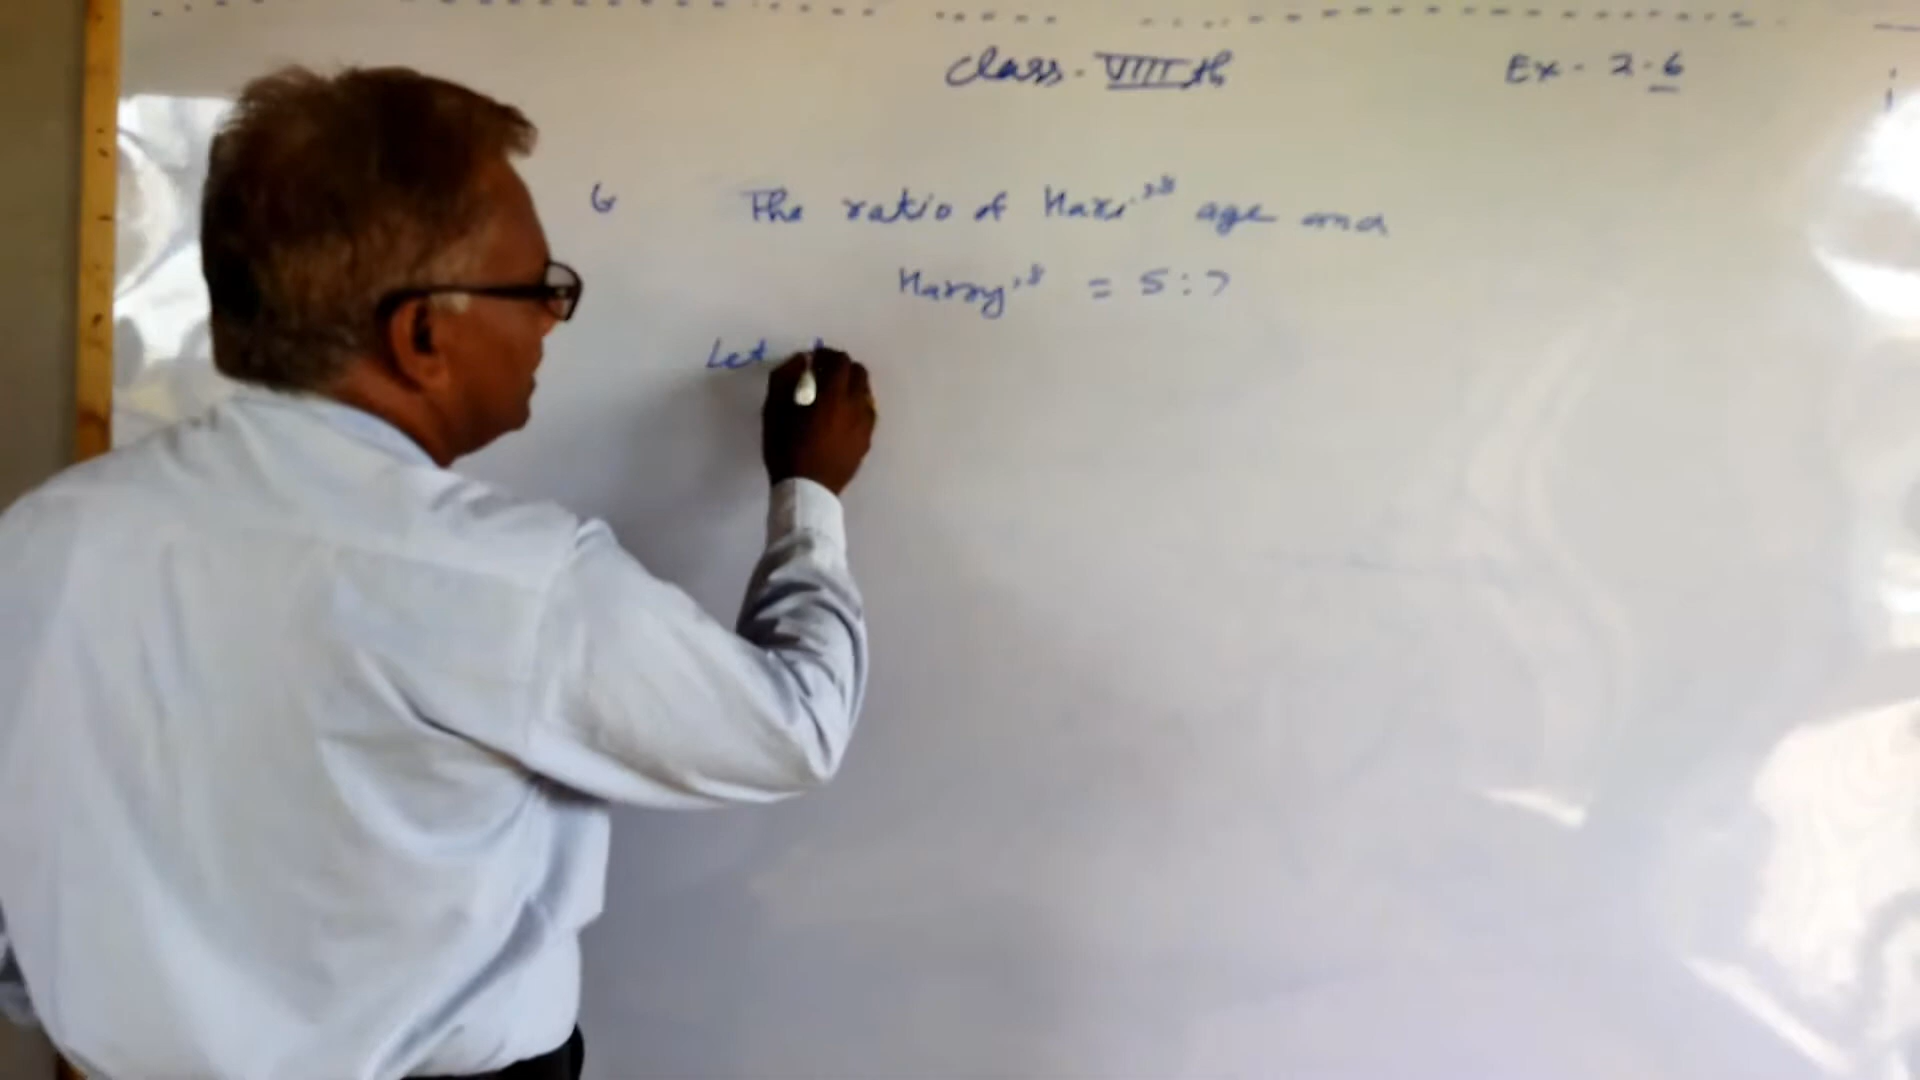 Class - VIII th
Ex - 2.6
6 The ratio of Hari's age and
Harry's = 5:7
Let